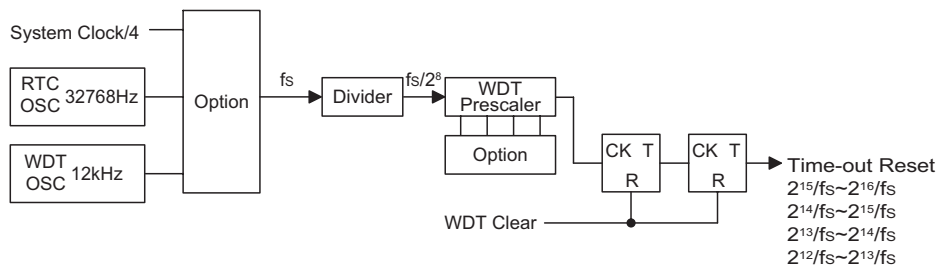 System Clock/4
RTC OSC 32768Hz
WDT OSC 12kHz
Option
fS
Divider
fS/2⁸
WDT Prescaler
Option
CK T
R
CK T
R
WDT Clear
Time-out Reset
2¹⁵/fS~2¹⁶/fS
2¹⁴/fS~2¹⁵/fS
2¹³/fS~2¹⁴/fS
2¹²/fS~2¹³/fS